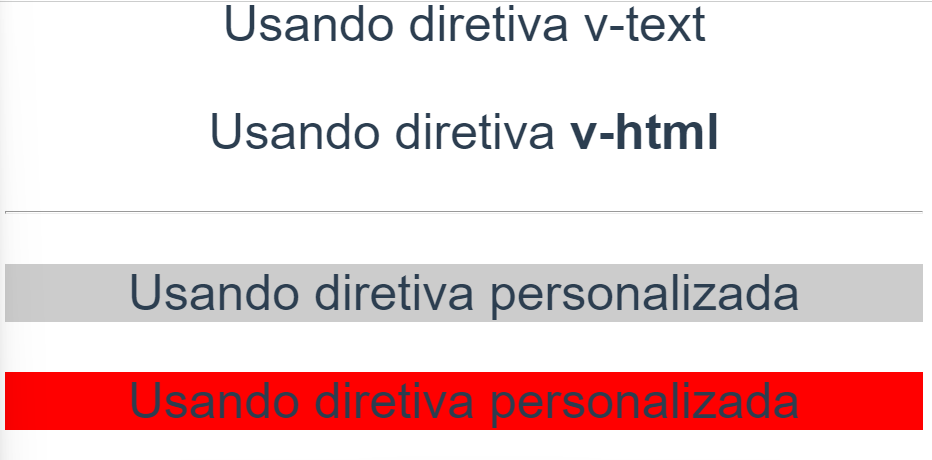 Usando diretiva v-text
Usando diretiva v-html
Usando diretiva personalizada
Usando diretiva personalizada